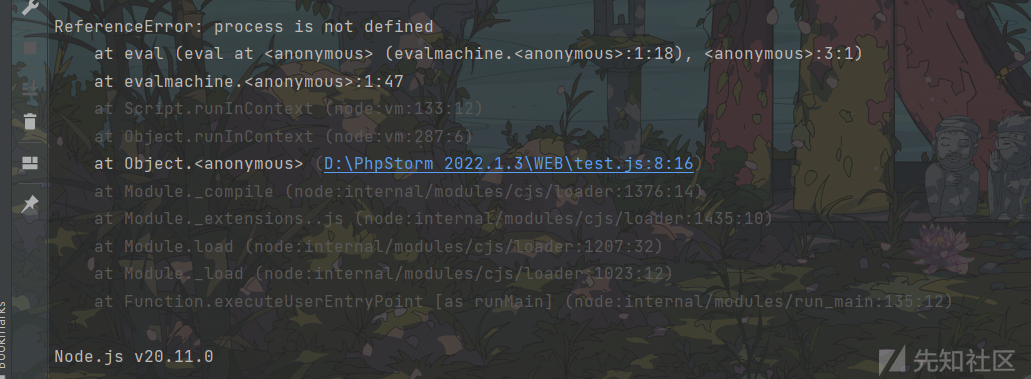 ReferenceError: process is not defined
at eval (eval at <anonymous> (evalmachine.<anonymous>:1:18), <anonymous>:3:1)
at evalmachine.<anonymous>:1:47
at Script.runInContext (node:vm:133:12)
at Object.runInContext (node:vm:287:6)
at Object.<anonymous> (D:\PhpStorm 2022.1.3\WEB\test.js:8:16)
at Module._compile (node:internal/modules/cjs/loader:1376:14)
at Module._extensions..js (node:internal/modules/cjs/loader:1435:10)
at Module.load (node:internal/modules/cjs/loader:1207:32)
at Module._load (node:internal/modules/cjs/loader:1023:12)
at Function.executeUserEntryPoint [as runMain] (node:internal/modules/run_main:135:12)
Bookmarks
Node.js v20.11.0
先知社区